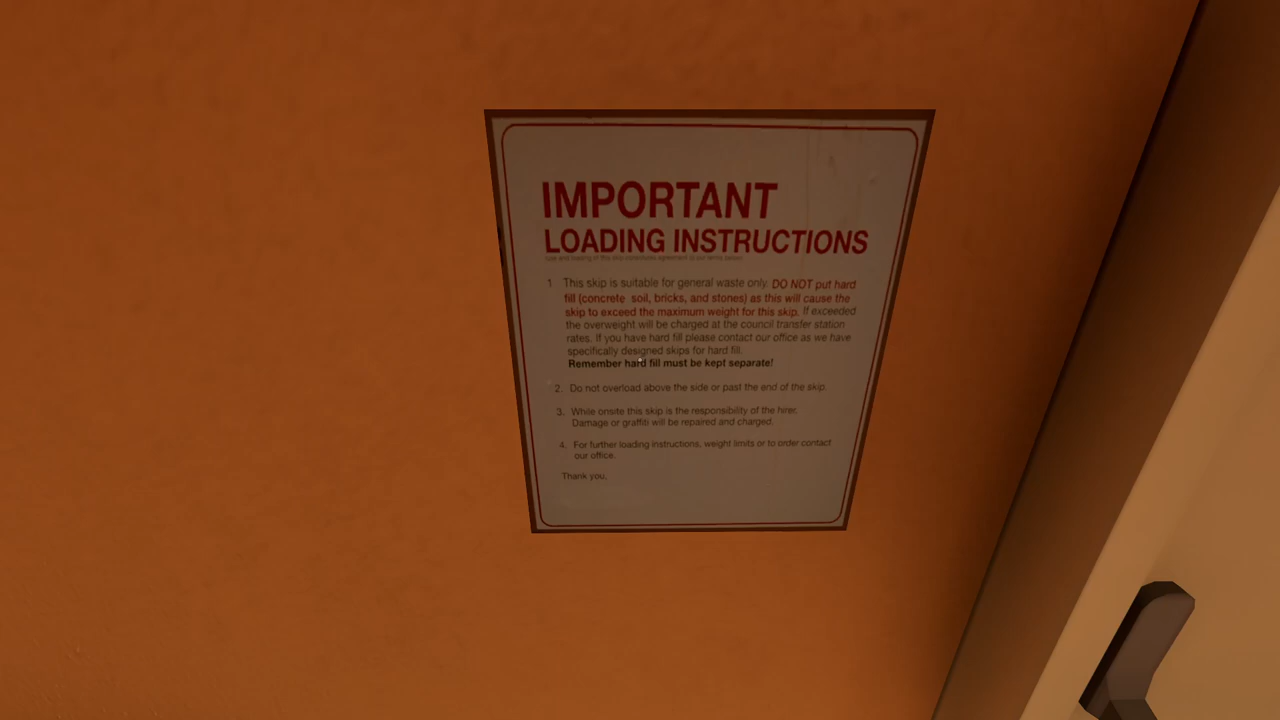 IMPORTANT
LOADING INSTRUCTIONS
1 This skip is suitable for general waste only. DO NOT put hard
fill (concrete soil, bricks, and stones) as this will cause the
skip to exceed the maximum weight for this skip. If exceeded
the overweight will be charged at the council transfer station
rates. If you have hard fill please contact our office as we have
specifically designed skips for hard fill.
Remember hard fill must be kept separate!
2. Do not overload above the side or past the end of the skip.
3. While onsite this skip is the responsibility of the hirer.
Damage or graffiti will be repaired and charged.
4. For further loading instructions, weight limits or to order contact
our office.
Thank you,